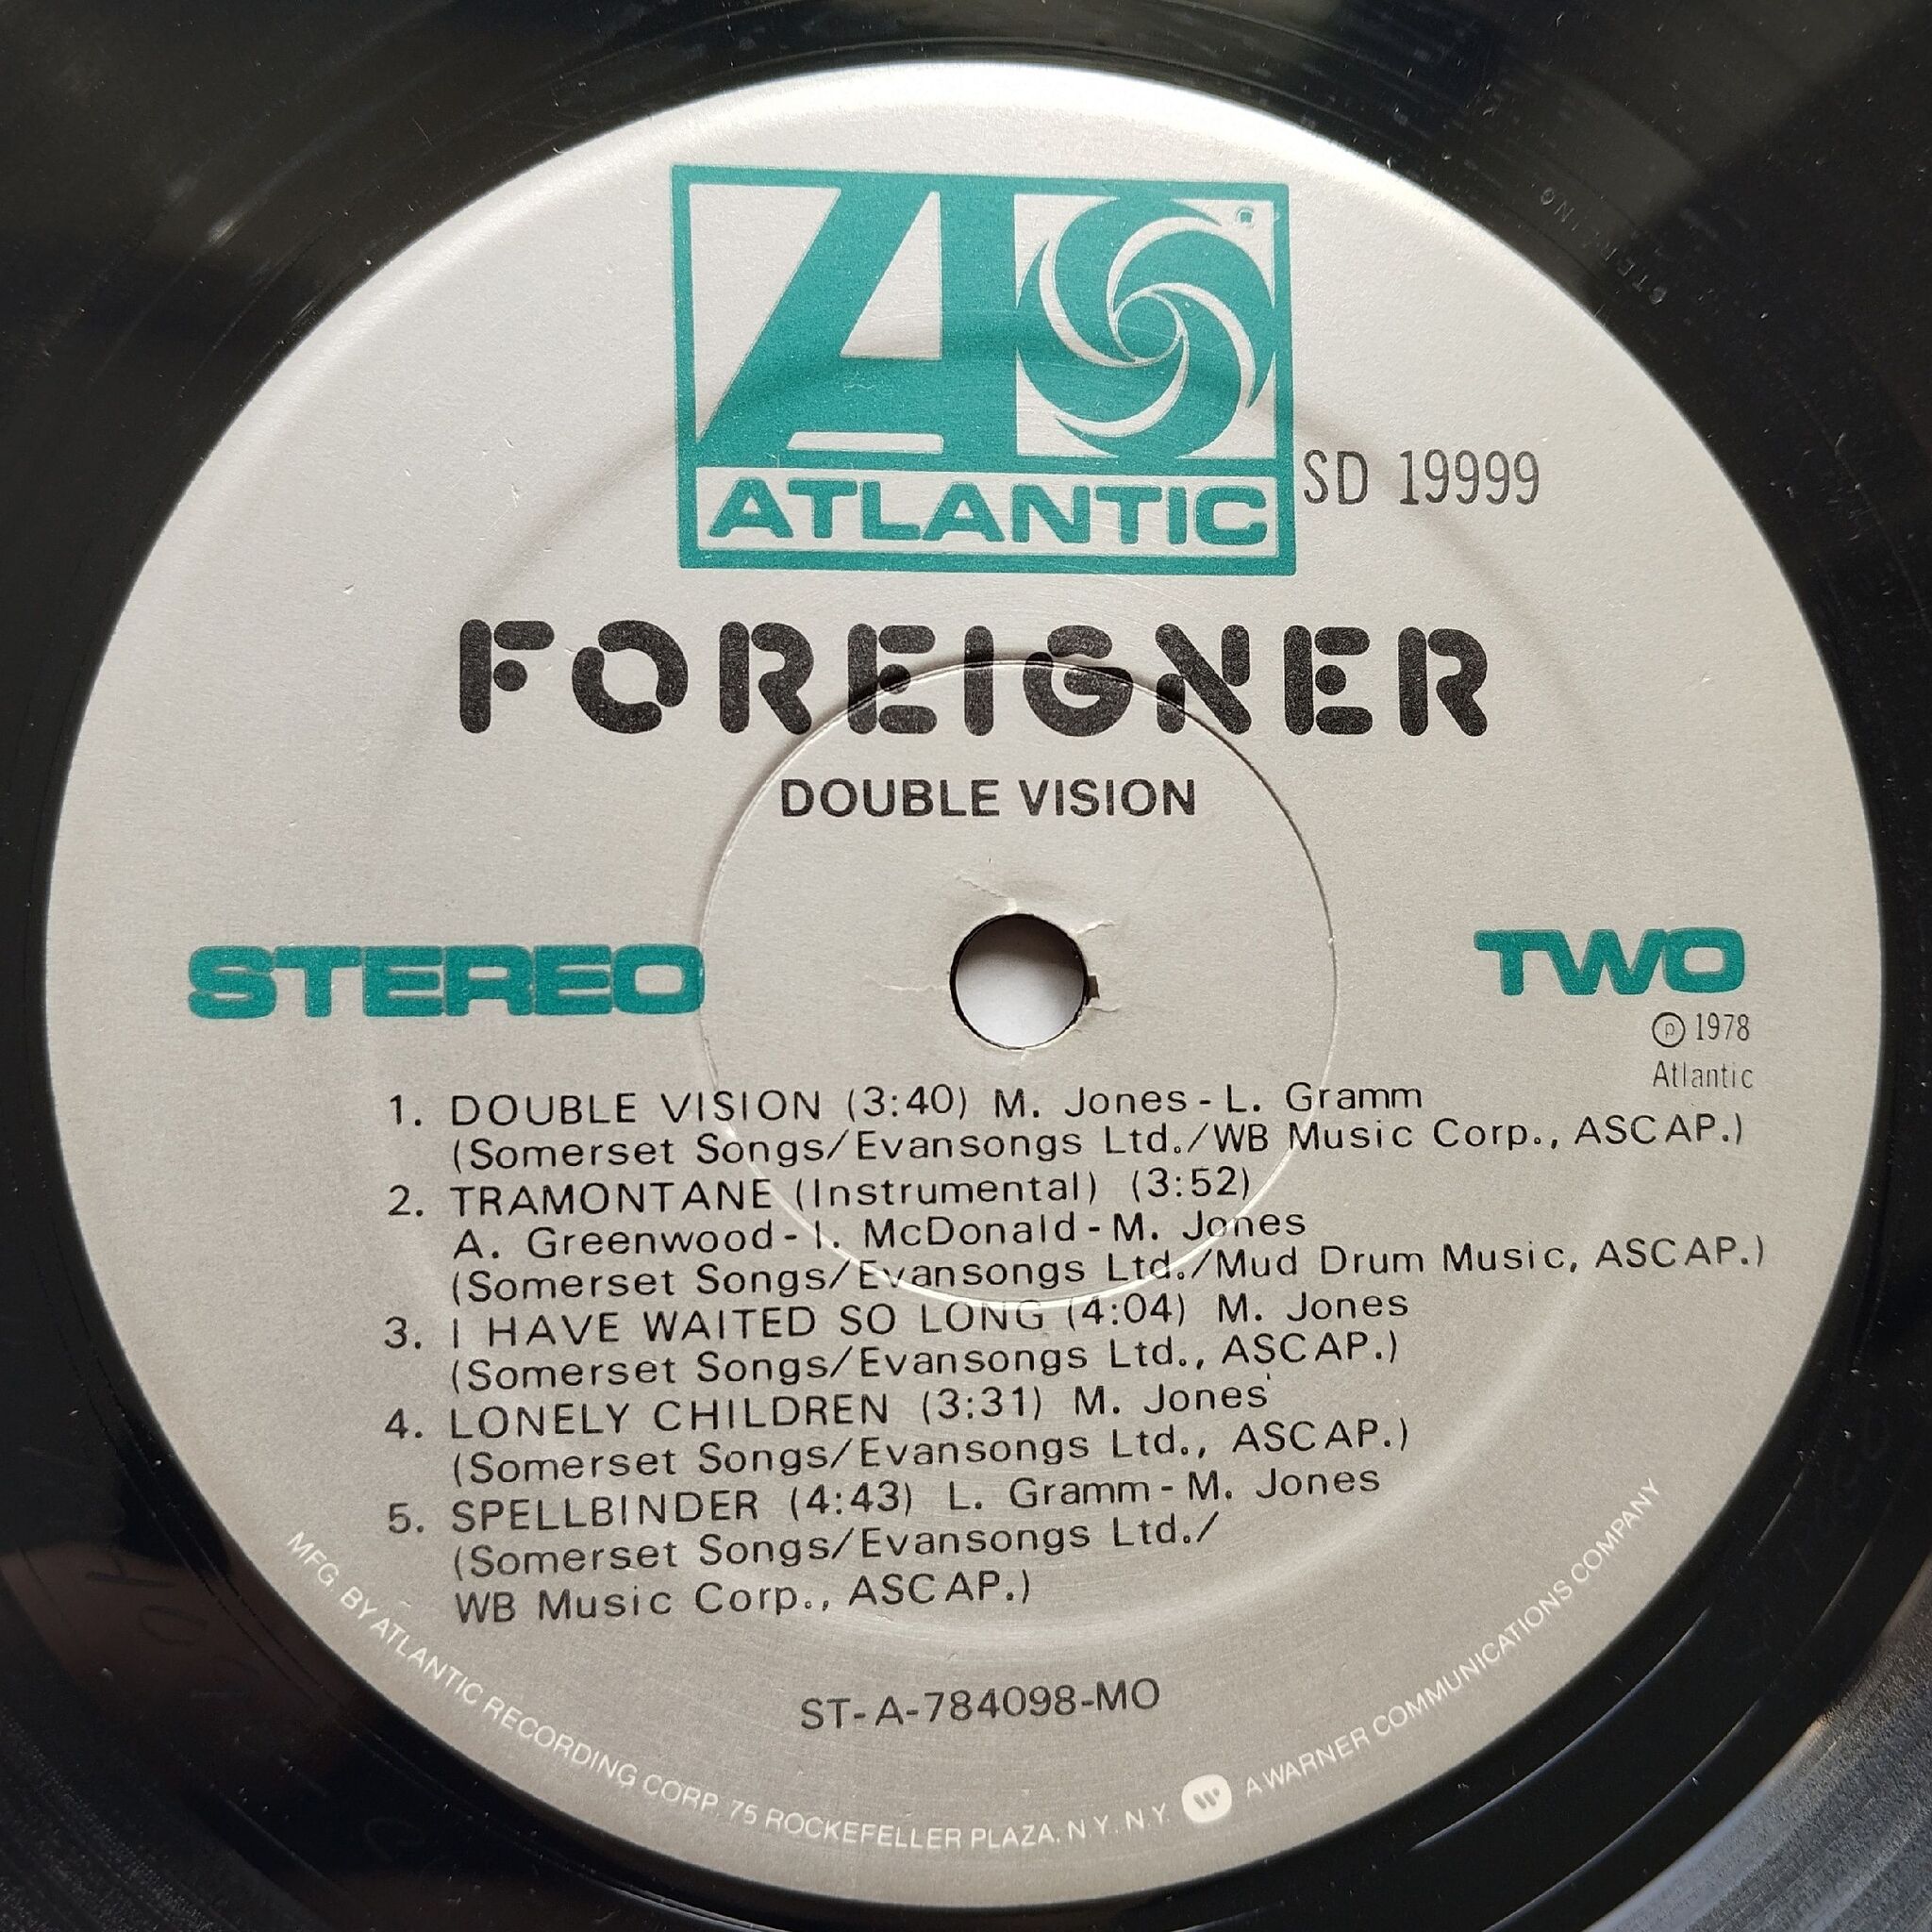 ATLANTIC
SD 19999
FOREIGNER
DOUBLE VISION
STEREO
TWO
℗ 1978
Atlantic
1. DOUBLE VISION (3:40) M. Jones - L. Gramm
(Somerset Songs/Evansongs Ltd./WB Music Corp., ASCAP.)
2. TRAMONTANE (Instrumental) (3:52)
A. Greenwood - I. McDonald - M. Jones
(Somerset Songs/Evansongs Ltd./Mud Drum Music, ASCAP.)
3. I HAVE WAITED SO LONG (4:04) M. Jones
(Somerset Songs/Evansongs Ltd., ASCAP.)
4. LONELY CHILDREN (3:31) M. Jones
(Somerset Songs/Evansongs Ltd., ASCAP.)
5. SPELLBINDER (4:43) L. Gramm - M. Jones
(Somerset Songs/Evansongs Ltd./
WB Music Corp., ASCAP.)
ST-A-784098-MO
MFG. BY ATLANTIC RECORDING CORP. 75 ROCKEFELLER PLAZA. N.Y. N.Y. A WARNER COMMUNICATIONS COMPANY